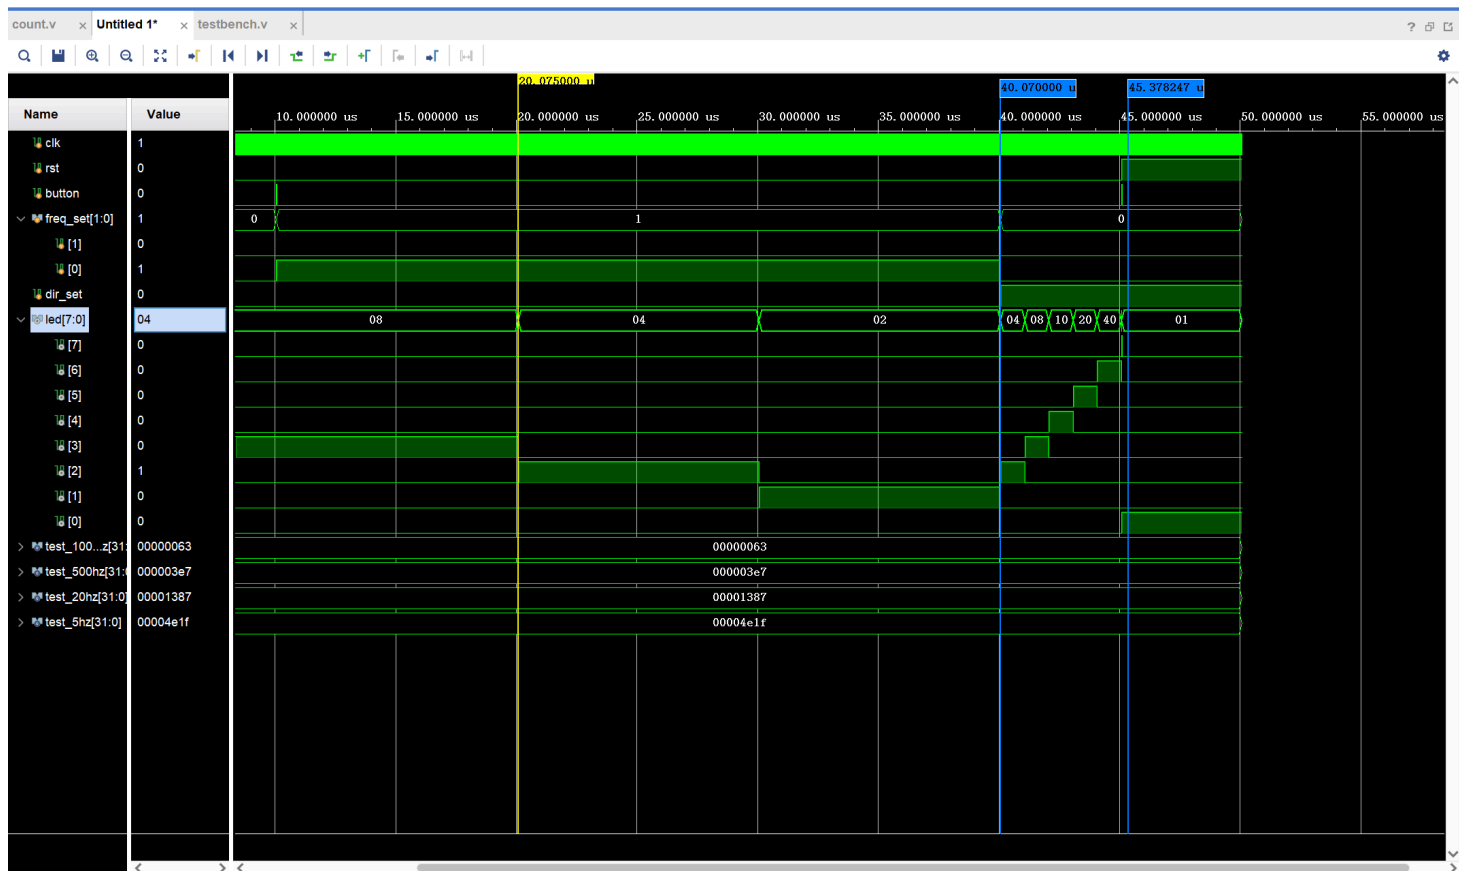 count.v × Untitled 1* × testbench.v ×
?
20.075000 u
40.070000 u 45.378247 u
Name Value
10.000000 us 15.000000 us 20.000000 us 25.000000 us 30.000000 us 35.000000 us 40.000000 us 45.000000 us 50.000000 us 55.000000 us
clk 1
rst 0
button 0
freq_set[1:0] 1 0 1 0
[1] 0
[0] 1
dir_set 0
led[7:0] 04 08 04 02 04 08 10 20 40 01
[7] 0
[6] 0
[5] 0
[4] 0
[3] 0
[2] 1
[1] 0
[0] 0
test_100...z[31: 00000063 00000063
test_500hz[31:0 000003e7 000003e7
test_20hz[31:0] 00001387 00001387
test_5hz[31:0] 00004e1f 00004e1f